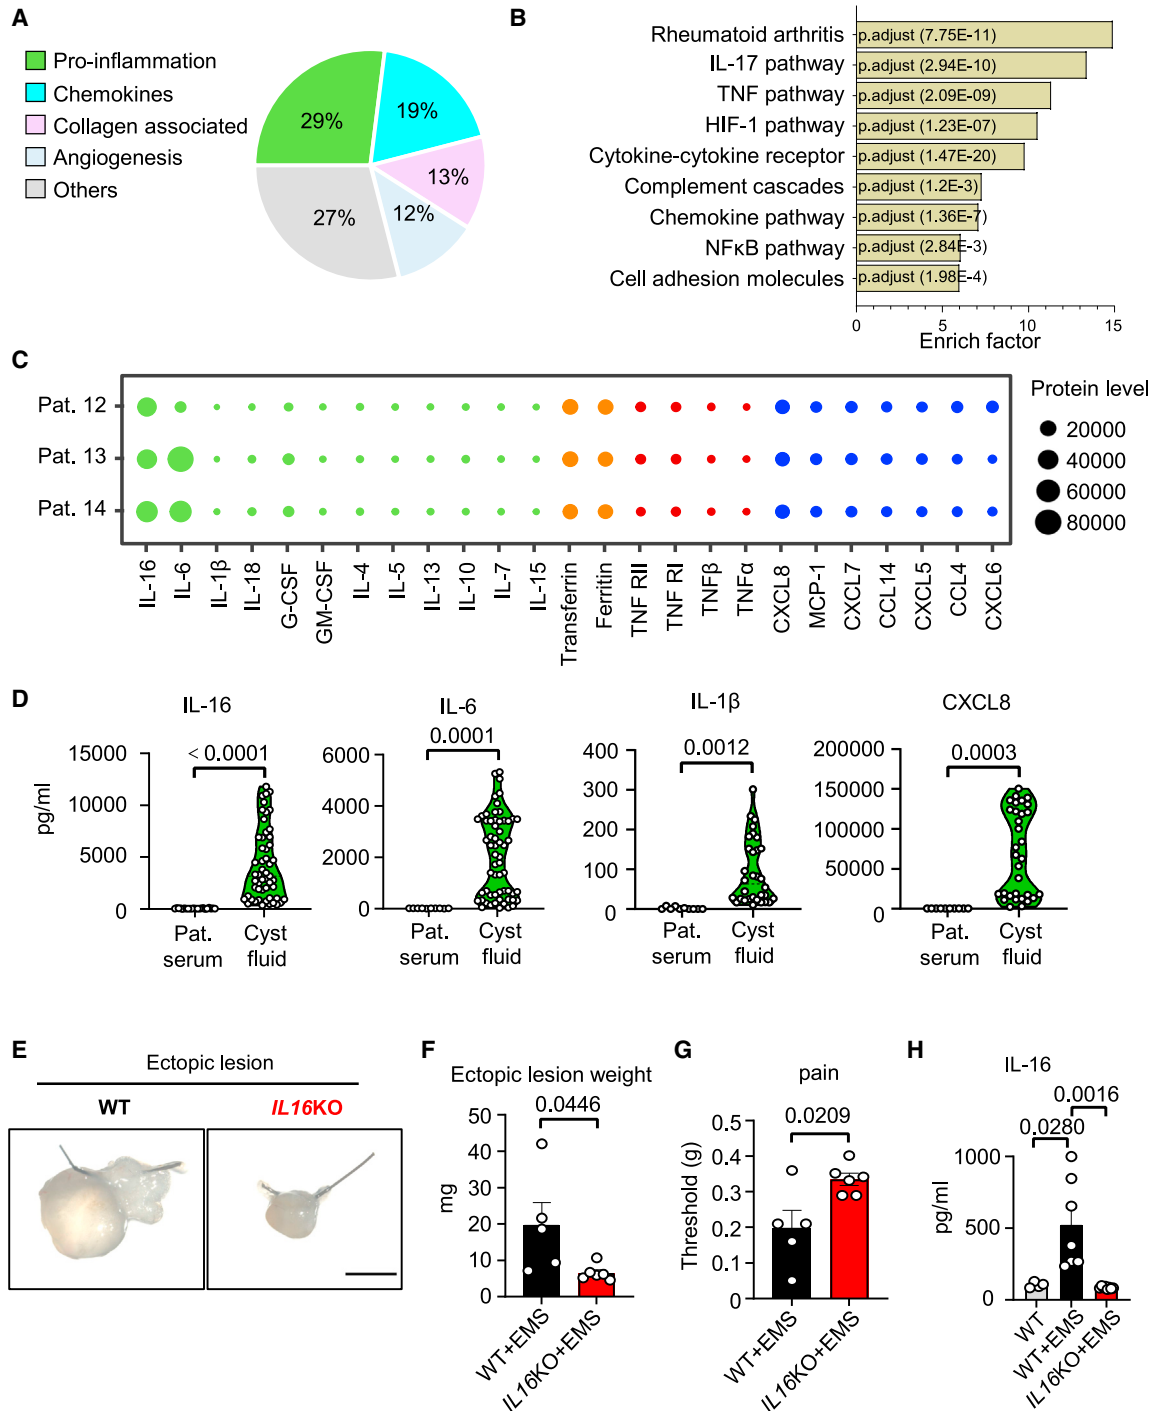 A
Pro-inflammation
Chemokines
Collagen associated
Angiogenesis
Others
29%
19%
13%
12%
27%
B
Rheumatoid arthritis
IL-17 pathway
TNF pathway
HIF-1 pathway
Cytokine-cytokine receptor
Complement cascades
Chemokine pathway
NFκB pathway
Cell adhesion molecules
p.adjust (7.75E-11)
p.adjust (2.94E-10)
p.adjust (2.09E-09)
p.adjust (1.23E-07)
p.adjust (1.47E-20)
p.adjust (1.2E-3)
p.adjust (1.36E-7)
p.adjust (2.84E-3)
p.adjust (1.98E-4)
0 5 10 15
Enrich factor
C
Pat. 12
Pat. 13
Pat. 14
IL-16
IL-6
IL-1β
IL-18
G-CSF
GM-CSF
IL-4
IL-5
IL-13
IL-10
IL-7
IL-15
Transferrin
Ferritin
TNF RII
TNF RI
TNFβ
TNFα
CXCL8
MCP-1
CXCL7
CCL14
CXCL5
CCL4
CXCL6
Protein level
20000
40000
60000
80000
D
IL-16
< 0.0001
pg/ml
15000
10000
5000
0
Pat. serum
Cyst fluid
IL-6
0.0001
6000
4000
2000
0
Pat. serum
Cyst fluid
IL-1β
0.0012
400
300
200
100
0
Pat. serum
Cyst fluid
CXCL8
0.0003
200000
150000
100000
50000
0
Pat. serum
Cyst fluid
E
Ectopic lesion
WT
IL16KO
F
Ectopic lesion weight
0.0446
mg
50
40
30
20
10
0
WT+EMS
IL16KO+EMS
G
pain
0.0209
Threshold (g)
0.5
0.4
0.3
0.2
0.1
0
WT+EMS
IL16KO+EMS
H
IL-16
0.0016
0.0280
pg/ml
1000
500
0
WT
WT+EMS
IL16KO+EMS